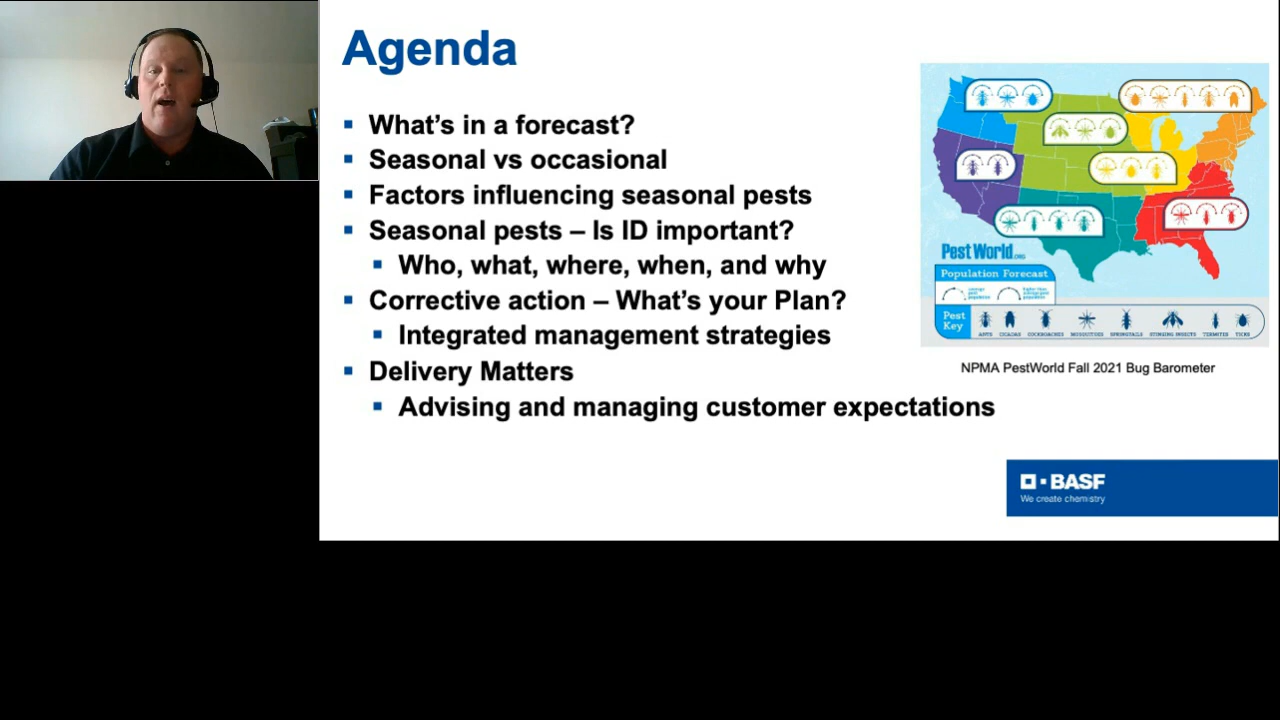 Agenda
What's in a forecast?
Seasonal vs occasional
Factors influencing seasonal pests
Seasonal pests – Is ID important?
Who, what, where, when, and why
Corrective action – What's your Plan?
Integrated management strategies
Delivery Matters
Advising and managing customer expectations
PestWorld.ORG
Population Forecast
Pest Key
ANTS CICADAS COCKROACHES MOSQUITOES SPRINGTAILS STINGING INSECTS TERMITES TICKS
NPMA PestWorld Fall 2021 Bug Barometer
BASF
We create chemistry